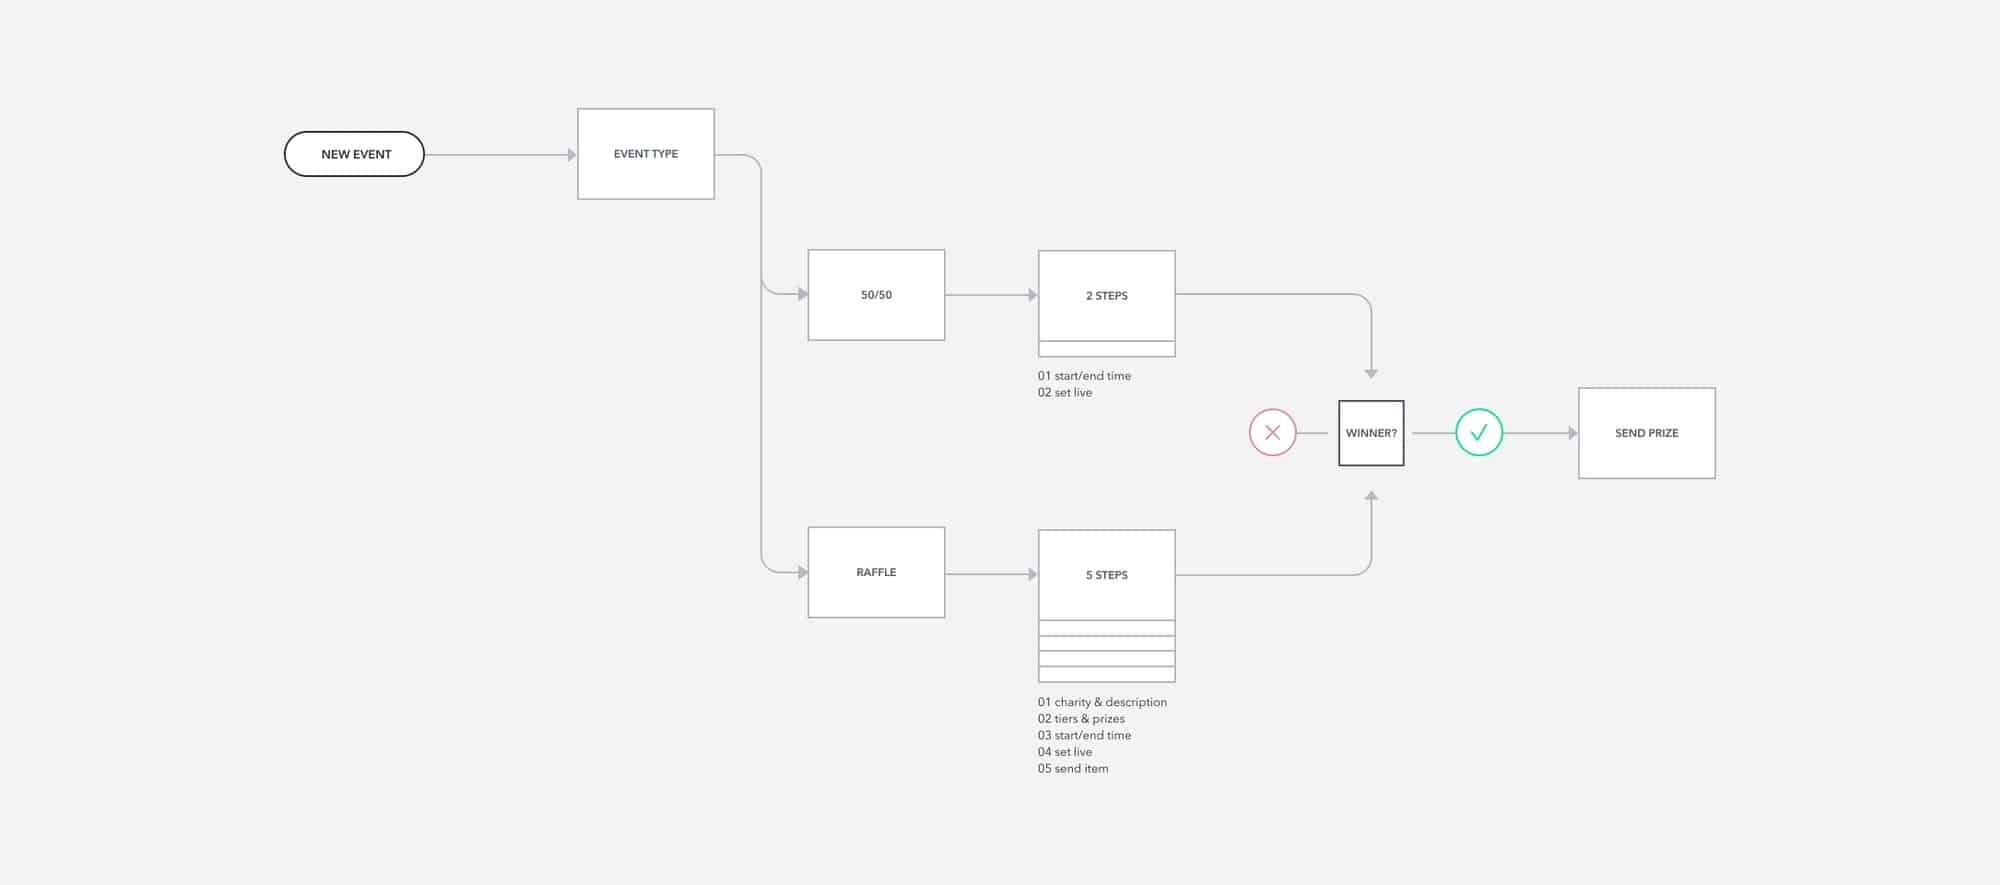 NEW EVENT
EVENT TYPE
50/50
2 STEPS
01 start/end time
02 set live
WINNER?
SEND PRIZE
RAFFLE
5 STEPS
01 charity & description
02 tiers & prizes
03 start/end time
04 set live
05 send item